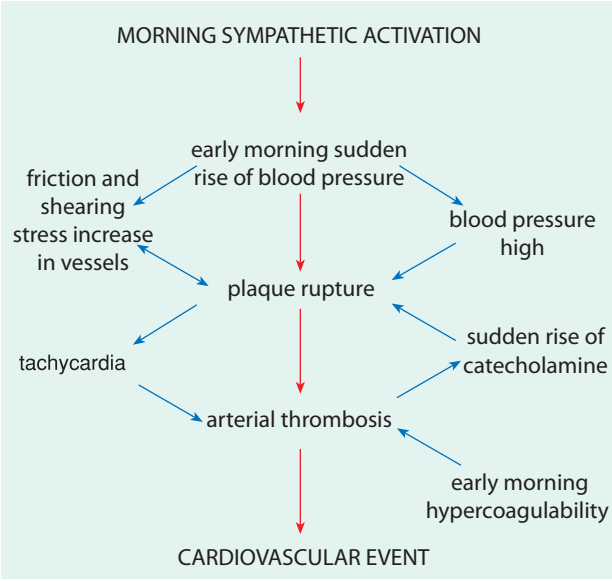 MORNING SYMPATHETIC ACTIVATION
early morning sudden
rise of blood pressure
friction and
shearing
stress increase
in vessels
blood pressure
high
plaque rupture
tachycardia
sudden rise of
catecholamine
arterial thrombosis
early morning
hypercoagulability
CARDIOVASCULAR EVENT